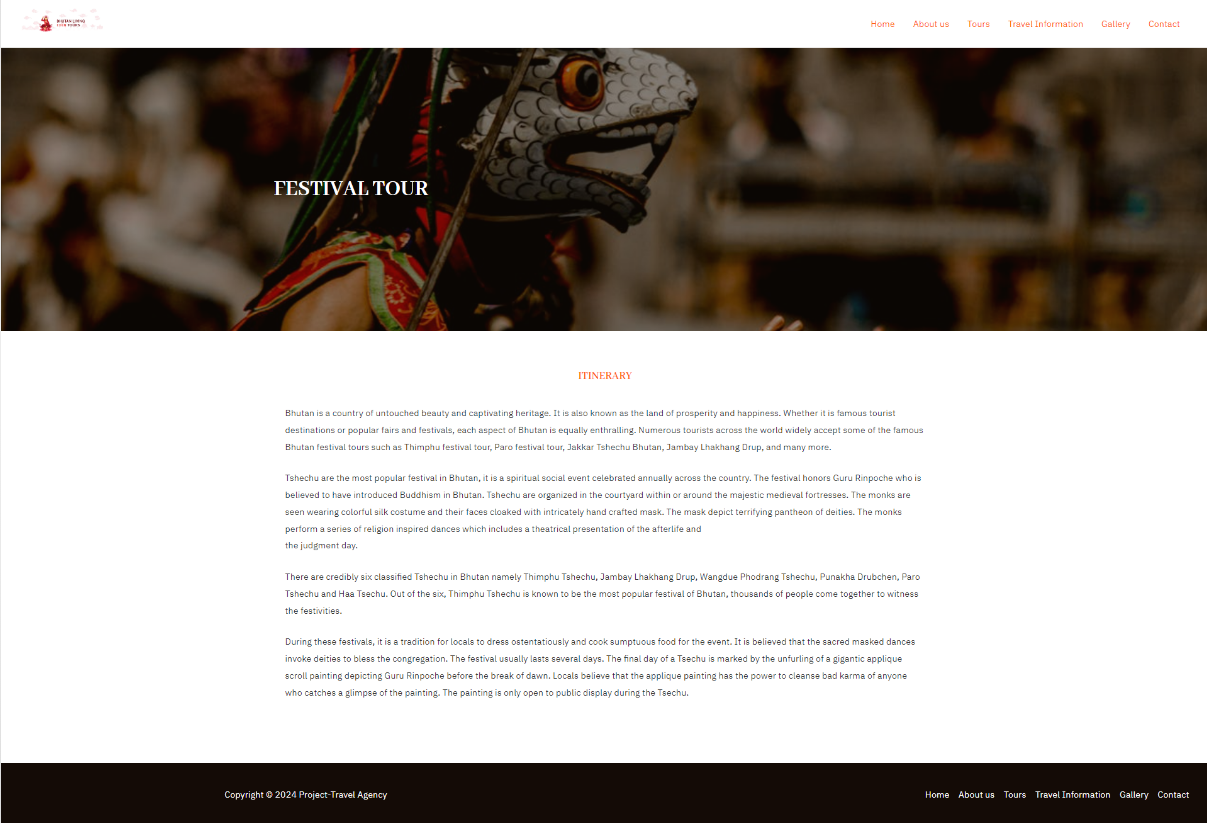 BHUTAN LIVING
TOURS
Home About us Tours Travel Information Gallery Contact
FESTIVAL TOUR
ITINERARY
Bhutan is a country of untouched beauty and captivating heritage. It is also known as the land of prosperity and happiness. Whether it is famous tourist
destinations or popular fairs and festivals, each aspect of Bhutan is equally enthralling. Numerous tourists across the world widely accept some of the famous
Bhutan festival tours such as Thimphu festival tour, Paro festival tour, Jakkar Tshechu Bhutan, Jambay Lhakhang Drup, and many more.
Tshechu are the most popular festival in Bhutan, it is a spiritual social event celebrated annually across the country. The festival honors Guru Rinpoche who is
believed to have introduced Buddhism in Bhutan. Tshechu are organized in the courtyard within or around the majestic medieval fortresses. The monks are
seen wearing colorful silk costume and their faces cloaked with intricately hand crafted mask. The mask depict terrifying pantheon of deities. The monks
perform a series of religion inspired dances which includes a theatrical presentation of the afterlife and
the judgment day.
There are credibly six classified Tshechu in Bhutan namely Thimphu Tshechu, Jambay Lhakhang Drup, Wangdue Phodrang Tshechu, Punakha Drubchen, Paro
Tshechu and Haa Tsechu. Out of the six, Thimphu Tshechu is known to be the most popular festival of Bhutan, thousands of people come together to witness
the festivities.
During these festivals, it is a tradition for locals to dress ostentatiously and cook sumptuous food for the event. It is believed that the sacred masked dances
invoke deities to bless the congregation. The festival usually lasts several days. The final day of a Tsechu is marked by the unfurling of a gigantic applique
scroll painting depicting Guru Rinpoche before the break of dawn. Locals believe that the applique painting has the power to cleanse bad karma of anyone
who catches a glimpse of the painting. The painting is only open to public display during the Tsechu.
Copyright © 2024 Project-Travel Agency
Home About us Tours Travel Information Gallery Contact